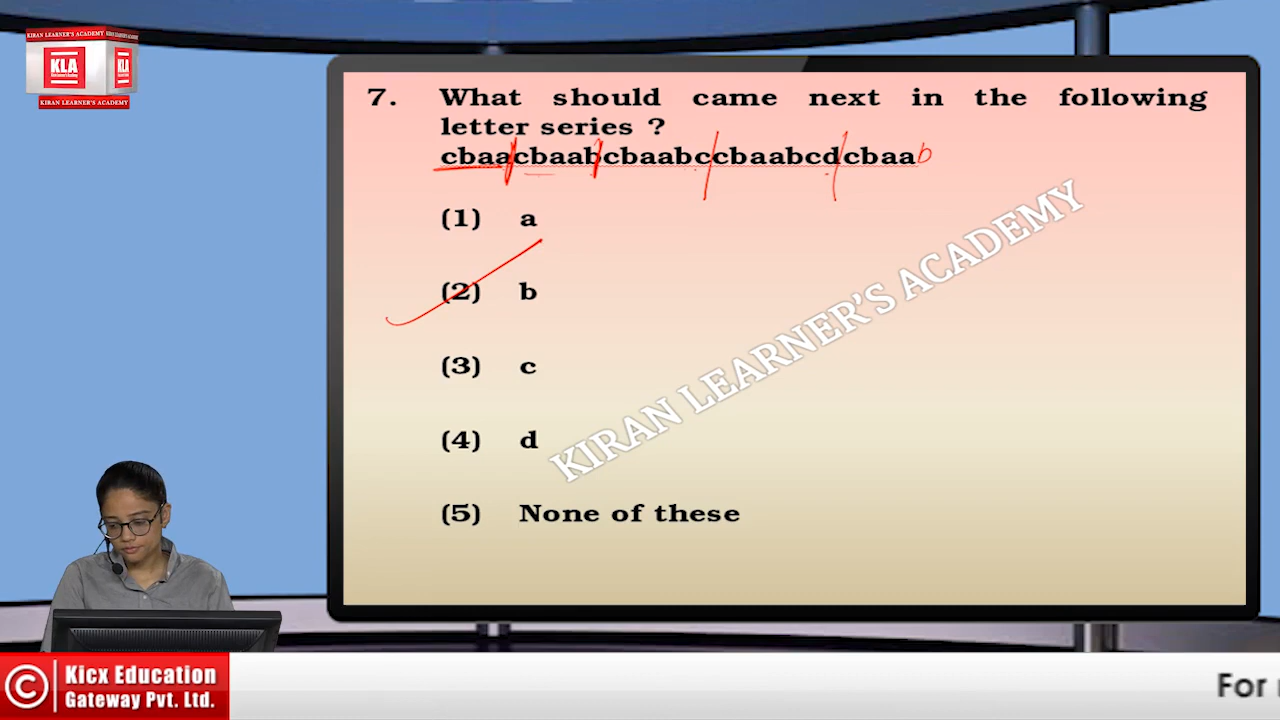 KIRAN LEARNER'S ACADEMY
KLA
KLA
KIRAN LEARNER'S ACADEMY
7. What should came next in the following
letter series ?
cbaacbaabcbaabccbaabcdcbaab
(1) a
(2) b
(3) c
(4) d
(5) None of these
KIRAN LEARNER'S ACADEMY
© Kicx Education
Gateway Pvt. Ltd.
For